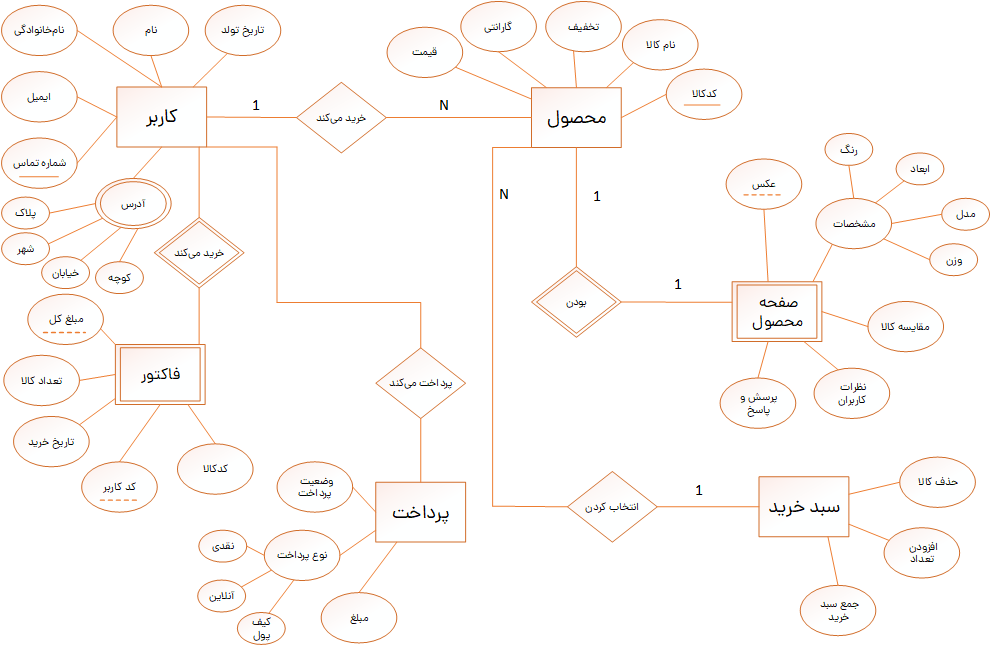 نام‌خانوادگی
نام
تاریخ تولد
ایمیل
شماره تماس
کاربر
آدرس
پلاک
شهر
خیابان
کوچه
1
خرید می‌کند
N
قیمت
گارانتی
تخفیف
نام کالا
کدکالا
محصول
خرید می‌کند
N
1
بودن
1
عکس
رنگ
ابعاد
مدل
وزن
مشخصات
صفحه
محصول
مقایسه کالا
نظرات
کاربران
پرسش و
پاسخ
مبلغ کل
تعداد کالا
تاریخ خرید
کد کاربر
کدکالا
فاکتور
پرداخت می‌کند
پرداخت
وضعیت
پرداخت
نوع پرداخت
نقدی
آنلاین
کیف
پول
مبلغ
انتخاب کردن
1
سبد خرید
حذف کالا
افزودن
تعداد
جمع سبد
خرید